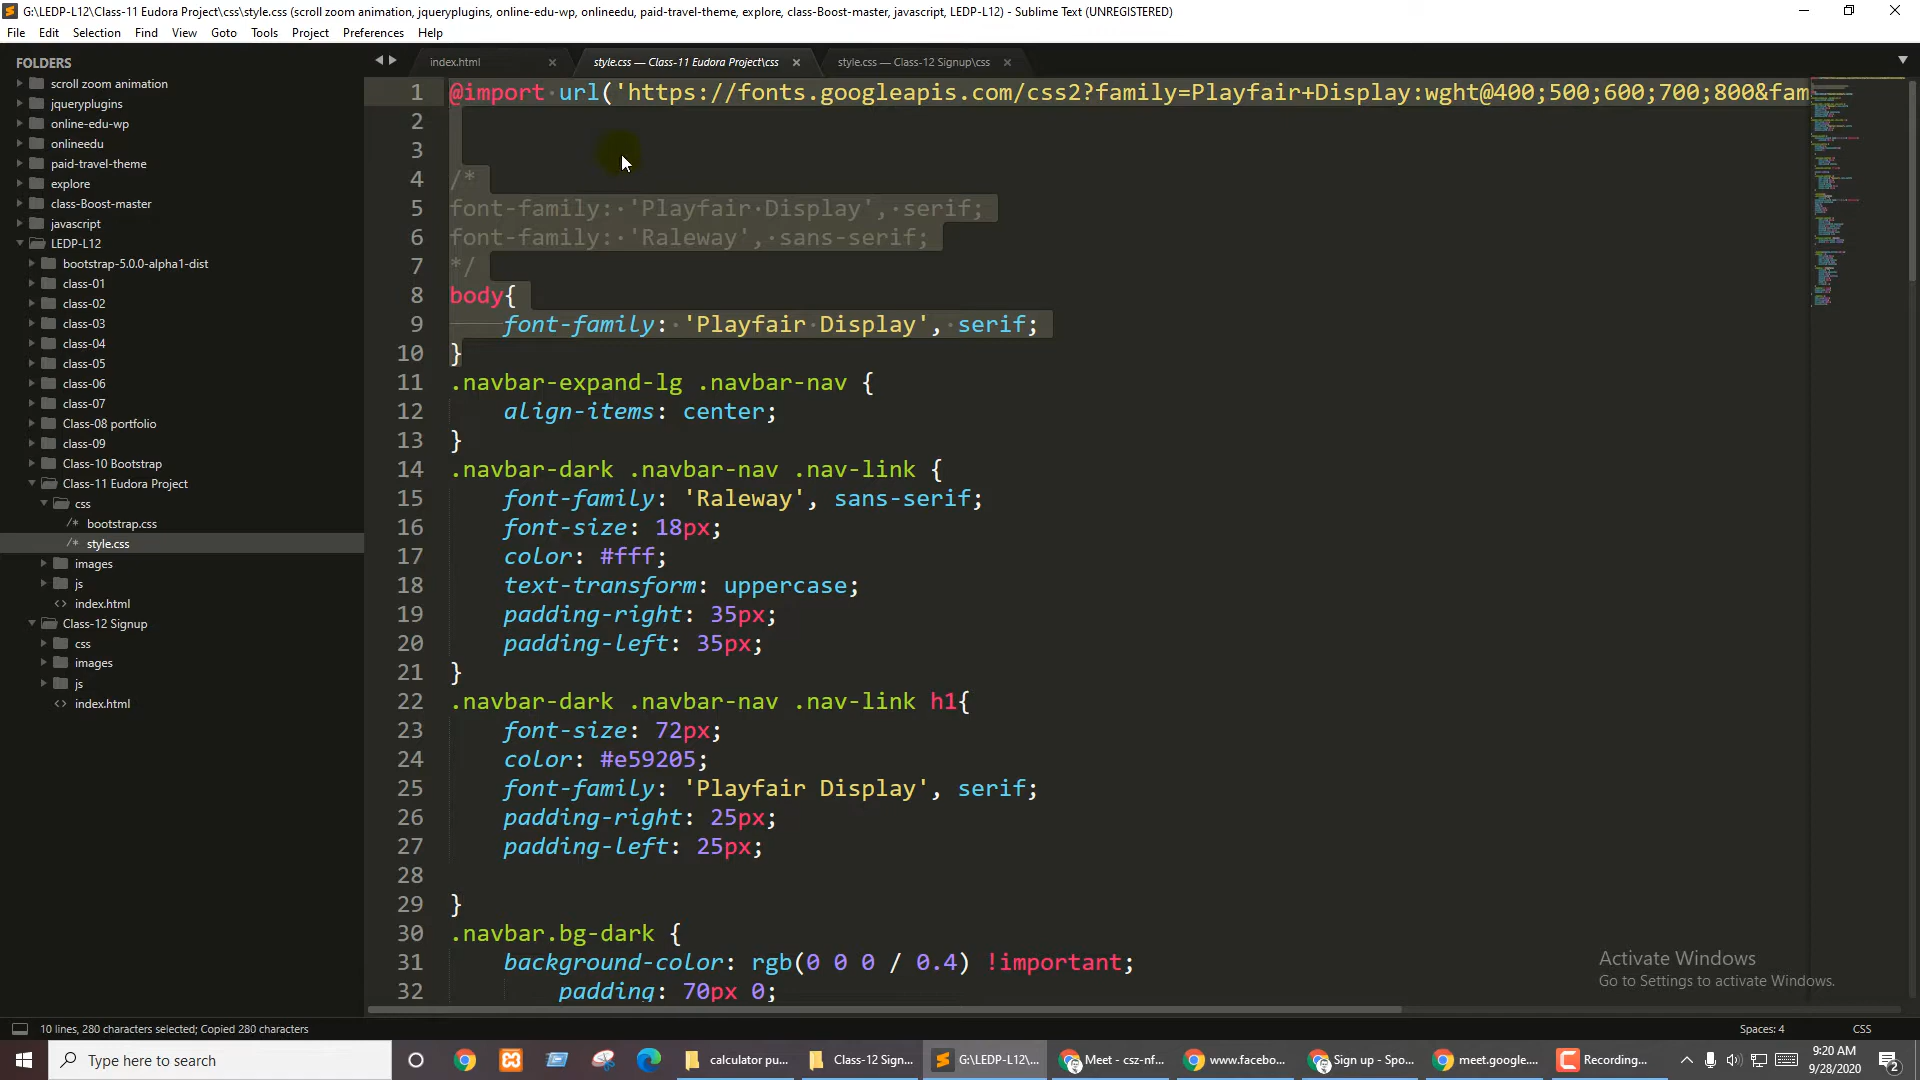 G:\LEDP-L12\Class-11 Eudora Project\css\style.css (scroll zoom animation, jqueryplugins, online-edu-wp, onlineedu, paid-travel-theme, explore, class-Boost-master, javascript, LEDP-L12) - Sublime Text (UNREGISTERED)
File Edit Selection Find View Goto Tools Project Preferences Help
FOLDERS
scroll zoom animation
jqueryplugins
online-edu-wp
onlineedu
paid-travel-theme
explore
class-Boost-master
javascript
LEDP-L12
bootstrap-5.0.0-alpha1-dist
class-01
class-02
class-03
class-04
class-05
class-06
class-07
Class-08 portfolio
class-09
Class-10 Bootstrap
Class-11 Eudora Project
css
/* bootstrap.css
/* style.css
images
js
<> index.html
Class-12 Signup
css
images
js
<> index.html
index.html × style.css — Class-11 Eudora Project\css × style.css — Class-12 Signup\css ×
1 @import url('https://fonts.googleapis.com/css2?family=Playfair+Display:wght@400;500;600;700;800&fam
2
3
4 /*
5 font-family: 'Playfair Display', serif;
6 font-family: 'Raleway', sans-serif;
7 */
8 body{
9 font-family: 'Playfair Display', serif;
10 }
11 .navbar-expand-lg .navbar-nav {
12 align-items: center;
13 }
14 .navbar-dark .navbar-nav .nav-link {
15 font-family: 'Raleway', sans-serif;
16 font-size: 18px;
17 color: #fff;
18 text-transform: uppercase;
19 padding-right: 35px;
20 padding-left: 35px;
21 }
22 .navbar-dark .navbar-nav .nav-link h1{
23 font-size: 72px;
24 color: #e59205;
25 font-family: 'Playfair Display', serif;
26 padding-right: 25px;
27 padding-left: 25px;
28
29 }
30 .navbar.bg-dark {
31 background-color: rgb(0 0 0 / 0.4) !important;
32 padding: 70px 0;
Activate Windows
Go to Settings to activate Windows.
10 lines, 280 characters selected; Copied 280 characters
Spaces: 4 CSS
Type here to search
calculator pu...
Class-12 Sign...
G:\LEDP-L12\...
Meet - csz-nf...
www.facebo...
Sign up - Spo...
meet.google....
Recording...
9:20 AM
9/28/2020
2